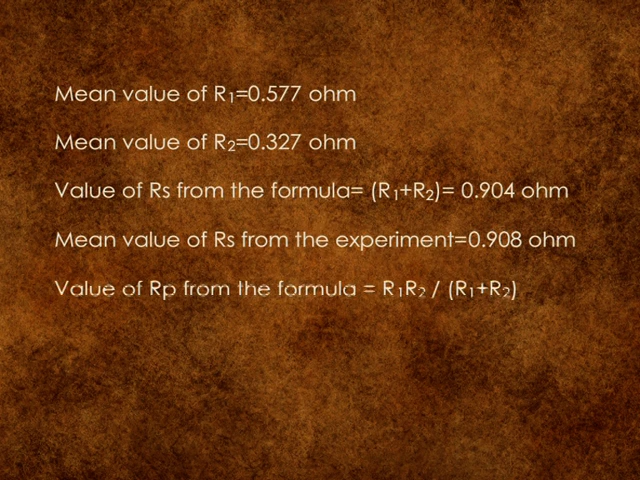 Mean value of R₁=0.577 ohm
Mean value of R₂=0.327 ohm
Value of Rs from the formula= (R₁+R₂)= 0.904 ohm
Mean value of Rs from the experiment=0.908 ohm
Value of Rp from the formula = R₁R₂ / (R₁+R₂)